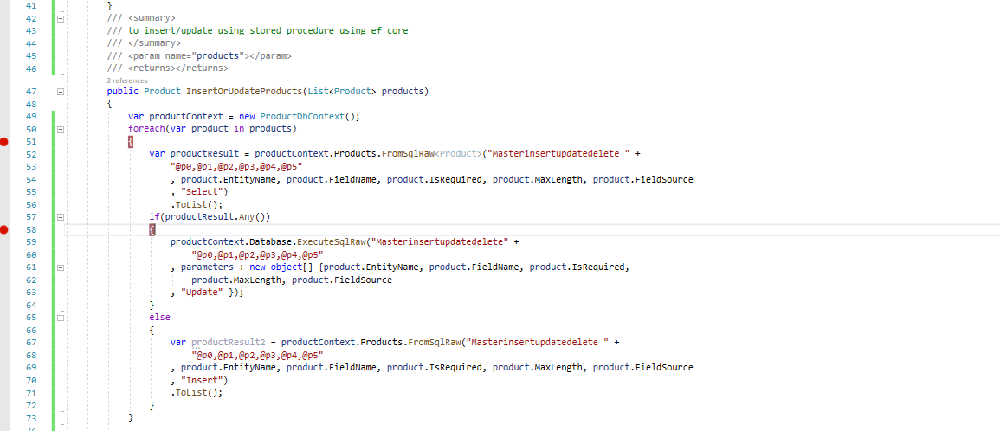 41 }
42 /// <summary>
43 /// to insert/update using stored procedure using ef core
44 /// </summary>
45 /// <param name="products"></param>
46 /// <returns></returns>
2 references
47 public Product InsertOrUpdateProducts(List<Product> products)
48 {
49 var productContext = new ProductDbContext();
50 foreach(var product in products)
51 {
52 var productResult = productContext.Products.FromSqlRaw<Product>("Masterinsertupdatedelete " +
53 "@p0,@p1,@p2,@p3,@p4,@p5"
54 , product.EntityName, product.FieldName, product.IsRequired, product.MaxLength, product.FieldSource
55 , "Select")
56 .ToList();
57 if(productResult.Any())
58 {
59 productContext.Database.ExecuteSqlRaw("Masterinsertupdatedelete" +
60 "@p0,@p1,@p2,@p3,@p4,@p5"
61 , parameters : new object[] {product.EntityName, product.FieldName, product.IsRequired,
62 product.MaxLength, product.FieldSource
63 , "Update" });
64 }
65 else
66 {
67 var productResult2 = productContext.Products.FromSqlRaw("Masterinsertupdatedelete " +
68 "@p0,@p1,@p2,@p3,@p4,@p5"
69 , product.EntityName, product.FieldName, product.IsRequired, product.MaxLength, product.FieldSource
70 , "Insert")
71 .ToList();
72 }
73 }
74